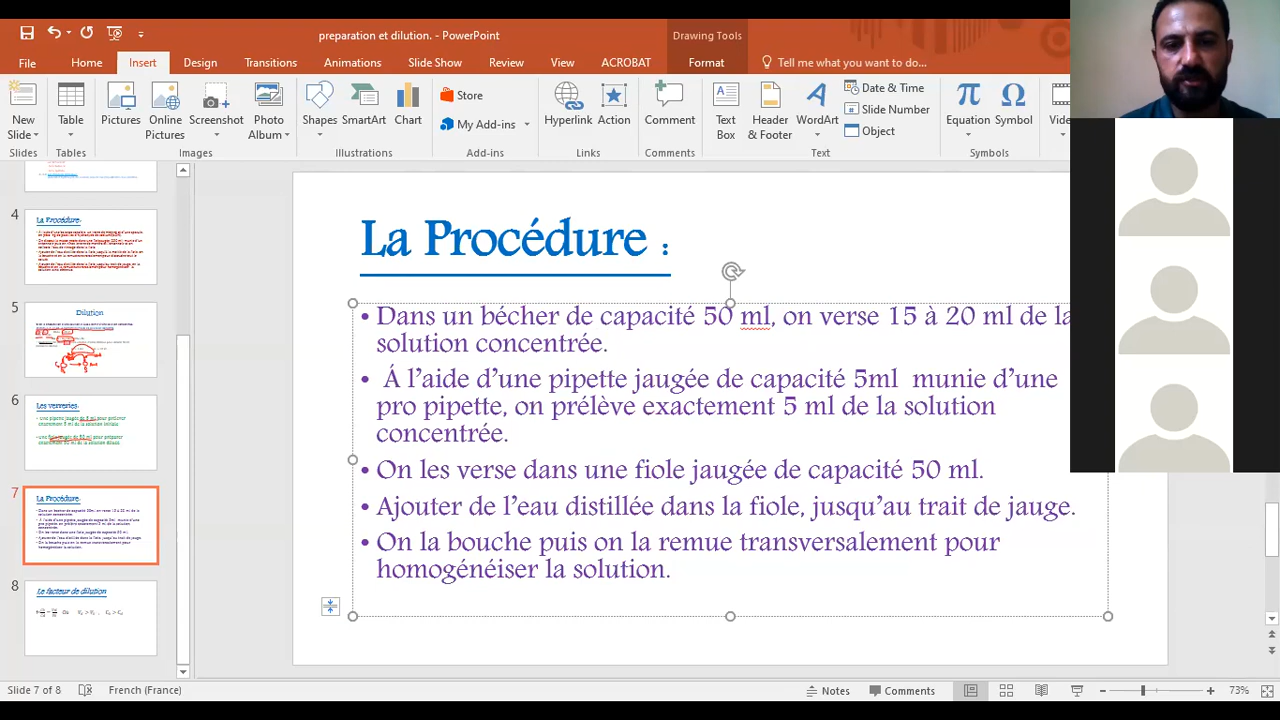 preparation et dilution. - PowerPoint
Drawing Tools
File
Home
Insert
Design
Transitions
Animations
Slide Show
Review
View
ACROBAT
Format
Tell me what you want to do...
New Slide
Table
Pictures
Online Pictures
Screenshot
Photo Album
Shapes
SmartArt
Chart
Store
My Add-ins
Hyperlink
Action
Comment
Text Box
Header & Footer
WordArt
Date & Time
Slide Number
Object
Equation
Symbol
Slides
Tables
Images
Illustrations
Add-ins
Links
Comments
Text
Symbols
4
La Procédure:
5
Dilution
6
Les verreries:
7
La Procédure:
8
Le facteur de dilution
La Procédure :
• Dans un bécher de capacité 50 ml, on verse 15 à 20 ml de la
solution concentrée.
• Á l'aide d'une pipette jaugée de capacité 5ml munie d'une
pro pipette, on prélève exactement 5 ml de la solution
concentrée.
• On les verse dans une fiole jaugée de capacité 50 ml.
• Ajouter de l'eau distillée dans la fiole, jusqu'au trait de jauge.
• On la bouche puis on la remue transversalement pour
homogénéiser la solution.
Slide 7 of 8
French (France)
Notes
Comments
73%